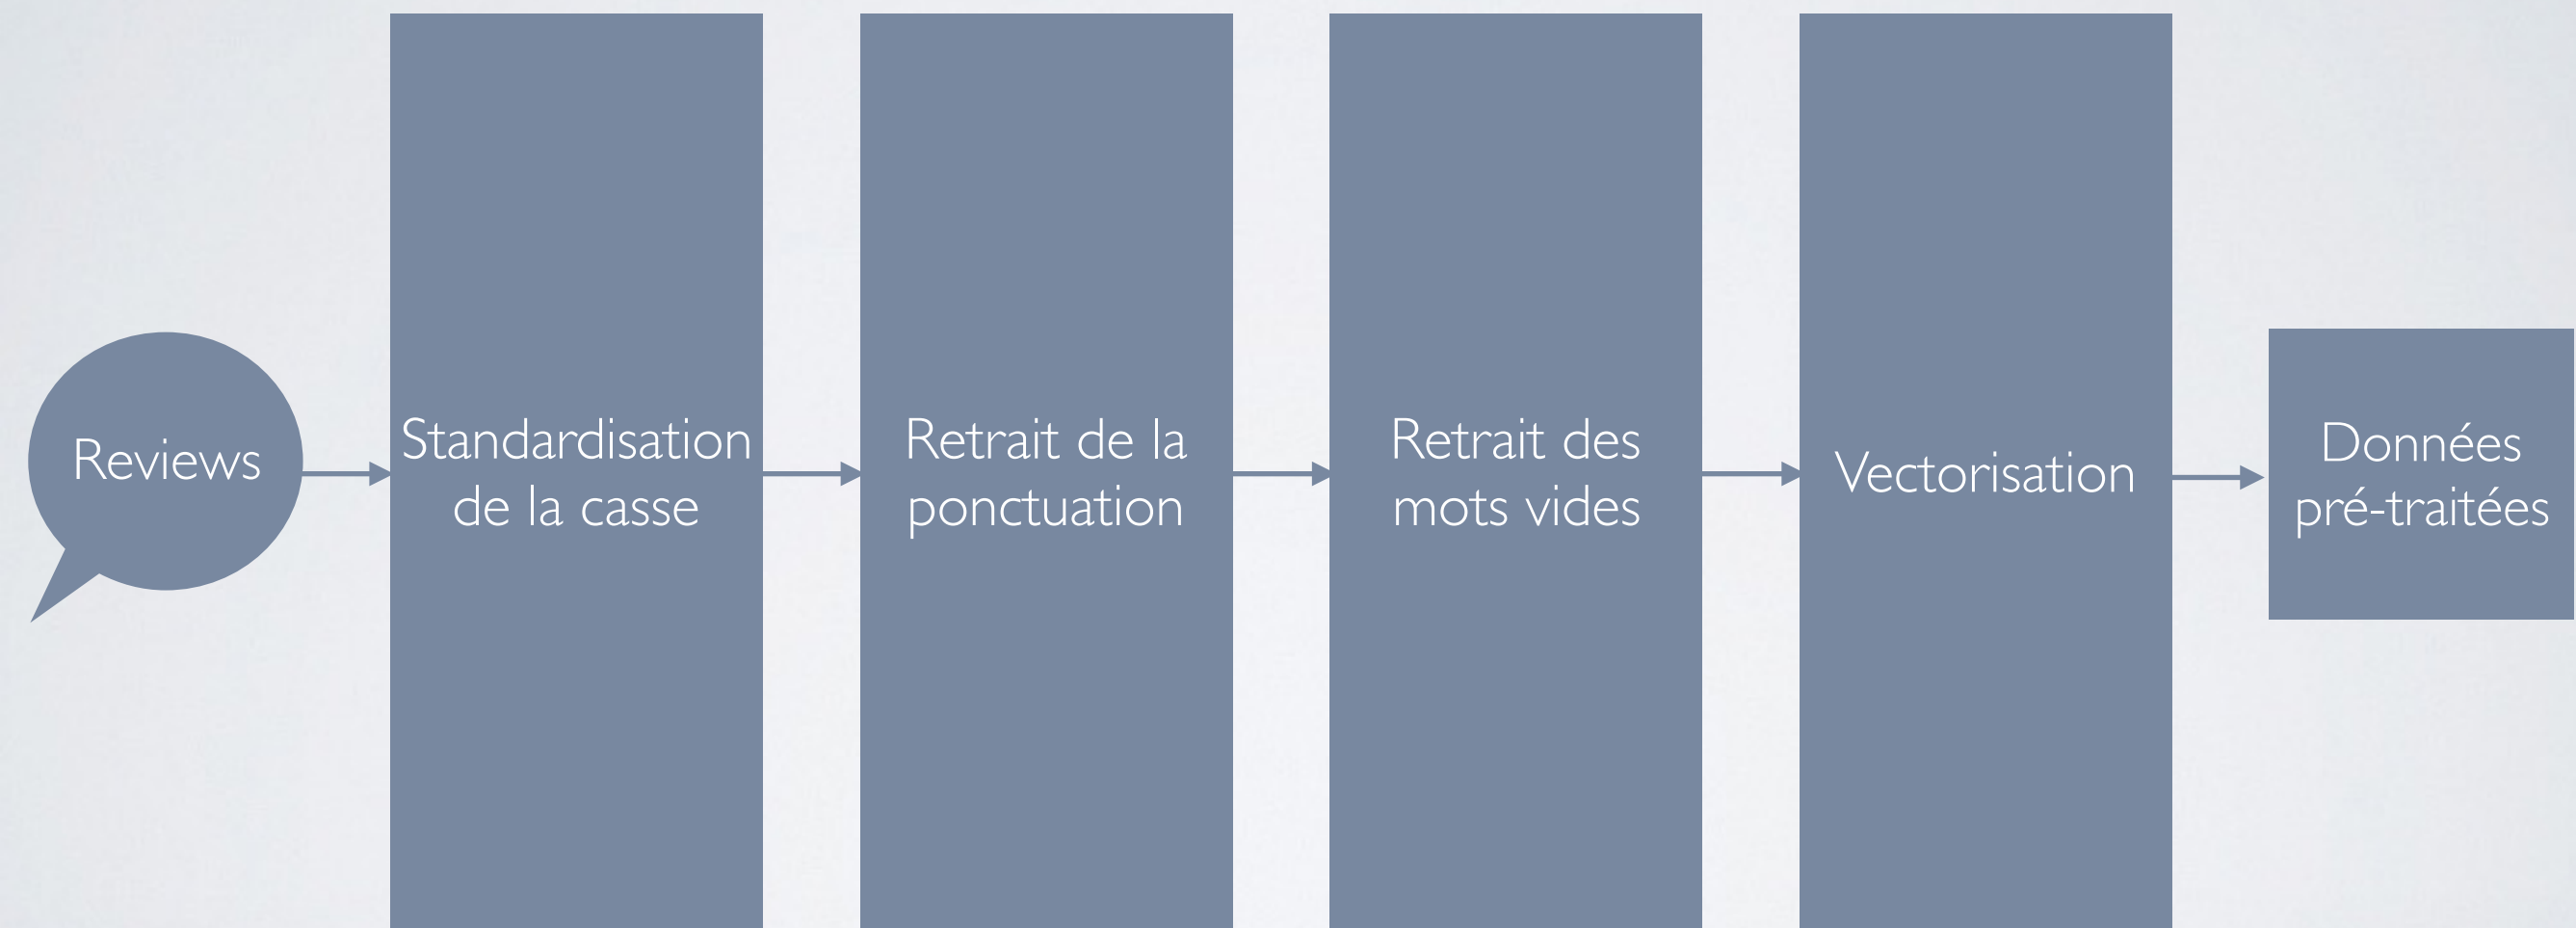 Reviews
Standardisation
de la casse
Retrait de la
ponctuation
Retrait des
mots vides
Vectorisation
Données
pré-traitées